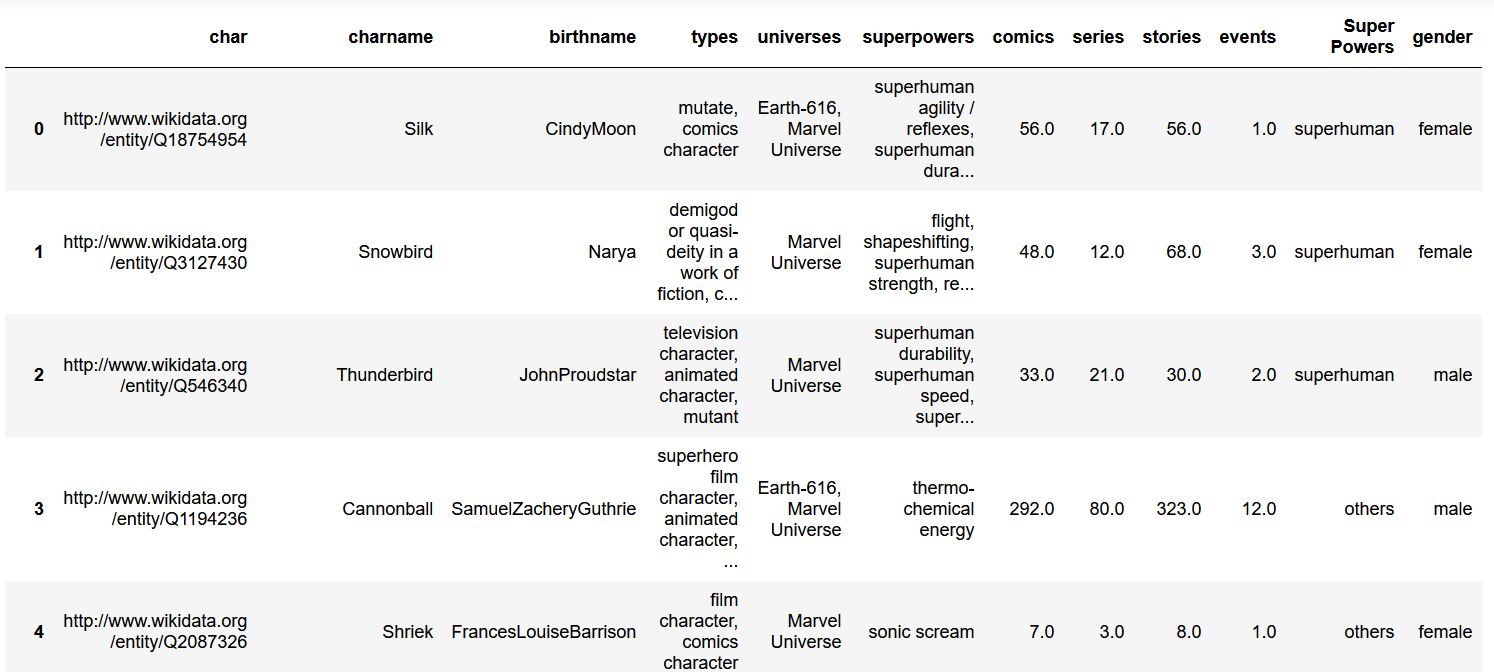 char charname birthname types universes superpowers comics series stories events Super Powers gender
0 http://www.wikidata.org/entity/Q18754954 Silk CindyMoon mutate, comics character Earth-616, Marvel Universe superhuman agility / reflexes, superhuman dura... 56.0 17.0 56.0 1.0 superhuman female
1 http://www.wikidata.org/entity/Q3127430 Snowbird Narya demigod or quasi-deity in a work of fiction, c... Marvel Universe flight, shapeshifting, superhuman strength, re... 48.0 12.0 68.0 3.0 superhuman female
2 http://www.wikidata.org/entity/Q546340 Thunderbird JohnProudstar television character, animated character, mutant Marvel Universe superhuman durability, superhuman speed, super... 33.0 21.0 30.0 2.0 superhuman male
3 http://www.wikidata.org/entity/Q1194236 Cannonball SamuelZacheryGuthrie superhero film character, animated character, ... Earth-616, Marvel Universe thermo-chemical energy 292.0 80.0 323.0 12.0 others male
4 http://www.wikidata.org/entity/Q2087326 Shriek FrancesLouiseBarrison film character, comics character Marvel Universe sonic scream 7.0 3.0 8.0 1.0 others female